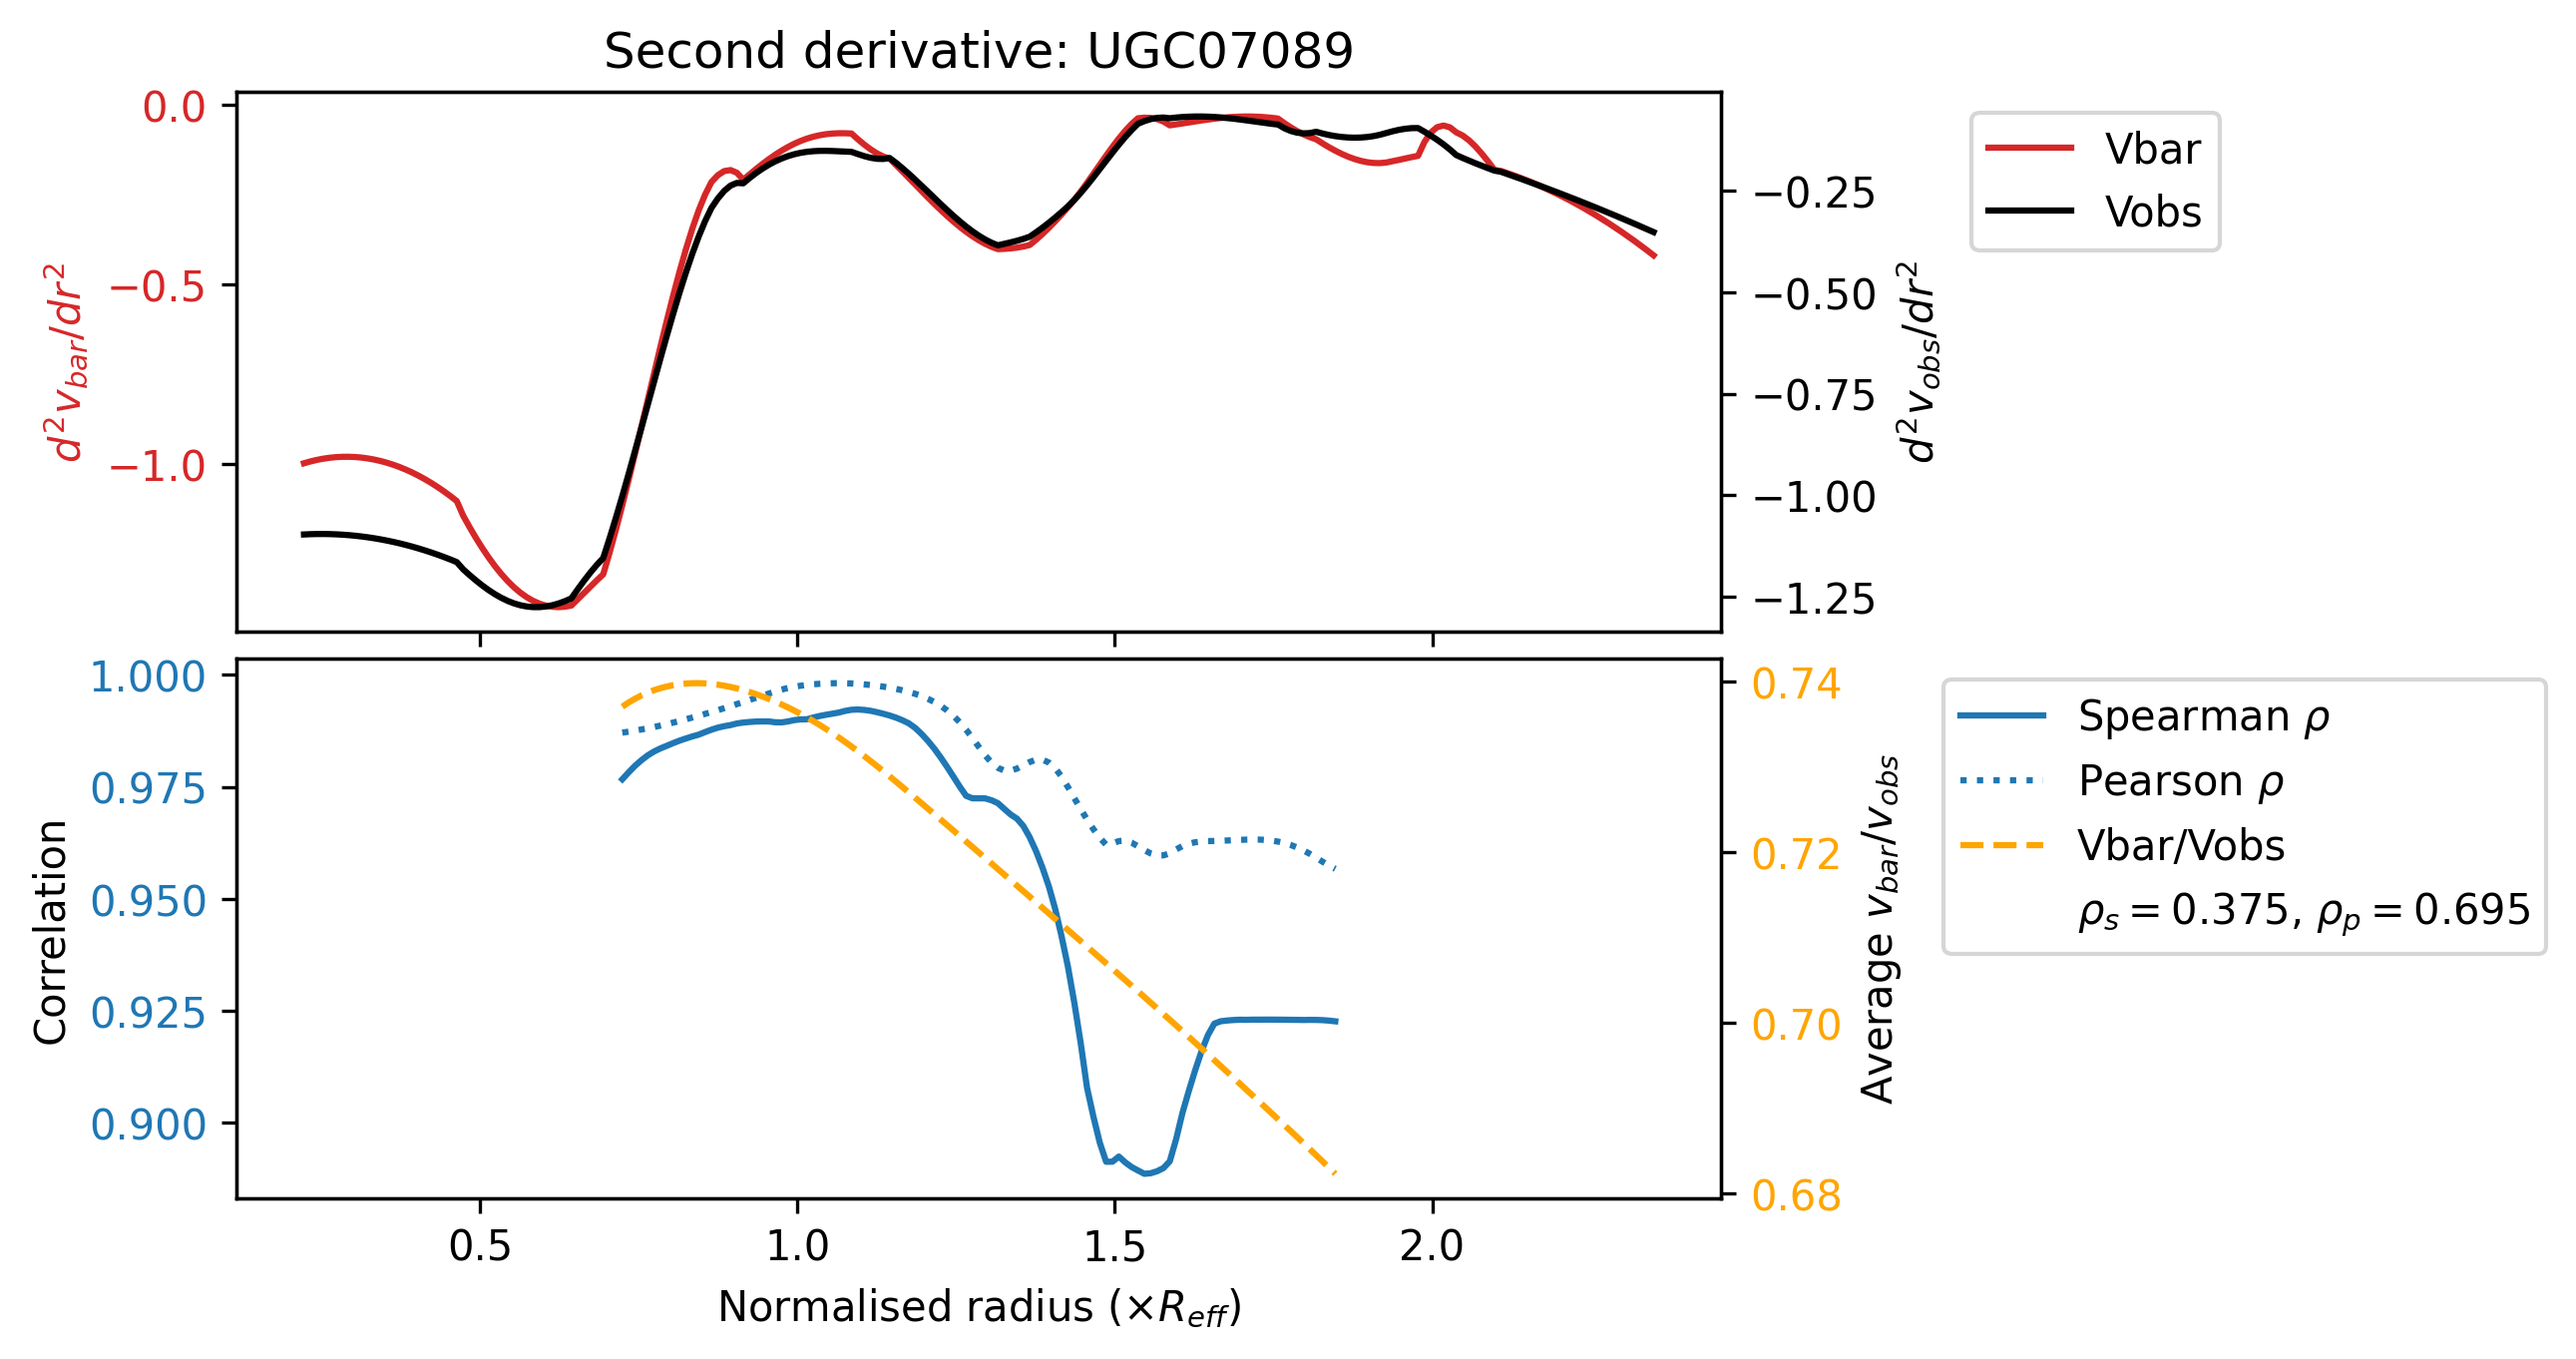 Second derivative: UGC07089
0.0
−0.5
−1.0
d²v_bar/dr²
−0.25
−0.50
−0.75
−1.00
−1.25
d²v_obs/dr²
Vbar
Vobs
1.000
0.975
0.950
0.925
0.900
Correlation
0.74
0.72
0.70
0.68
Average v_bar/v_obs
Spearman ρ
Pearson ρ
Vbar/Vobs
ρ_s = 0.375, ρ_p = 0.695
0.5 1.0 1.5 2.0
Normalised radius (×R_eff)